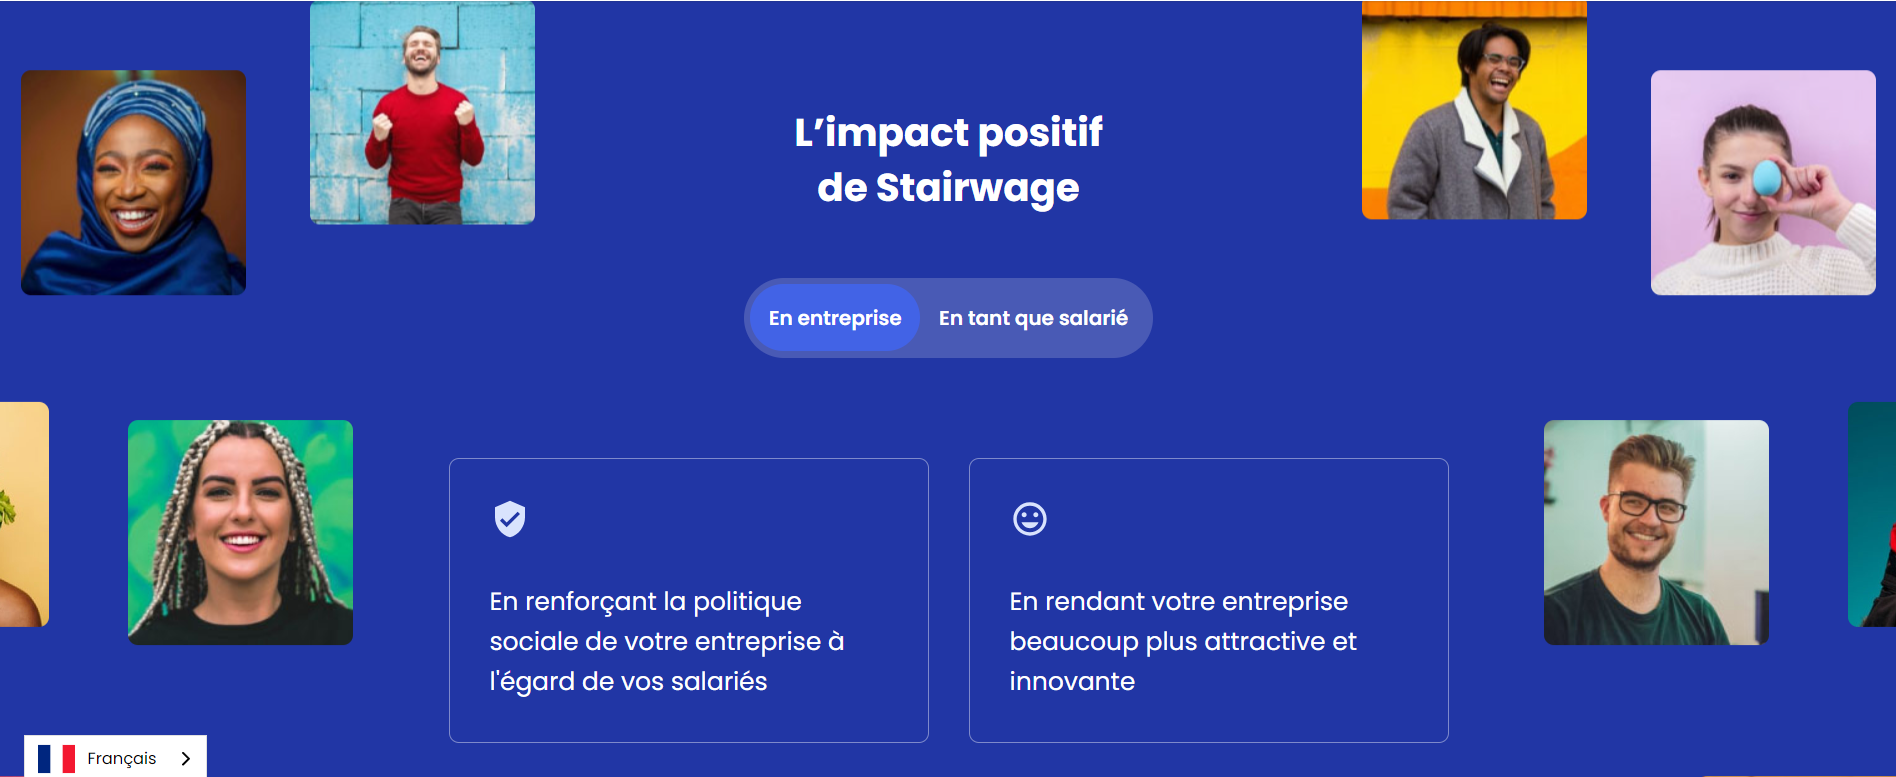 L’impact positif
de Stairwage
En entreprise
En tant que salarié
En renforçant la politique
sociale de votre entreprise à
l'égard de vos salariés
En rendant votre entreprise
beaucoup plus attractive et
innovante
Français